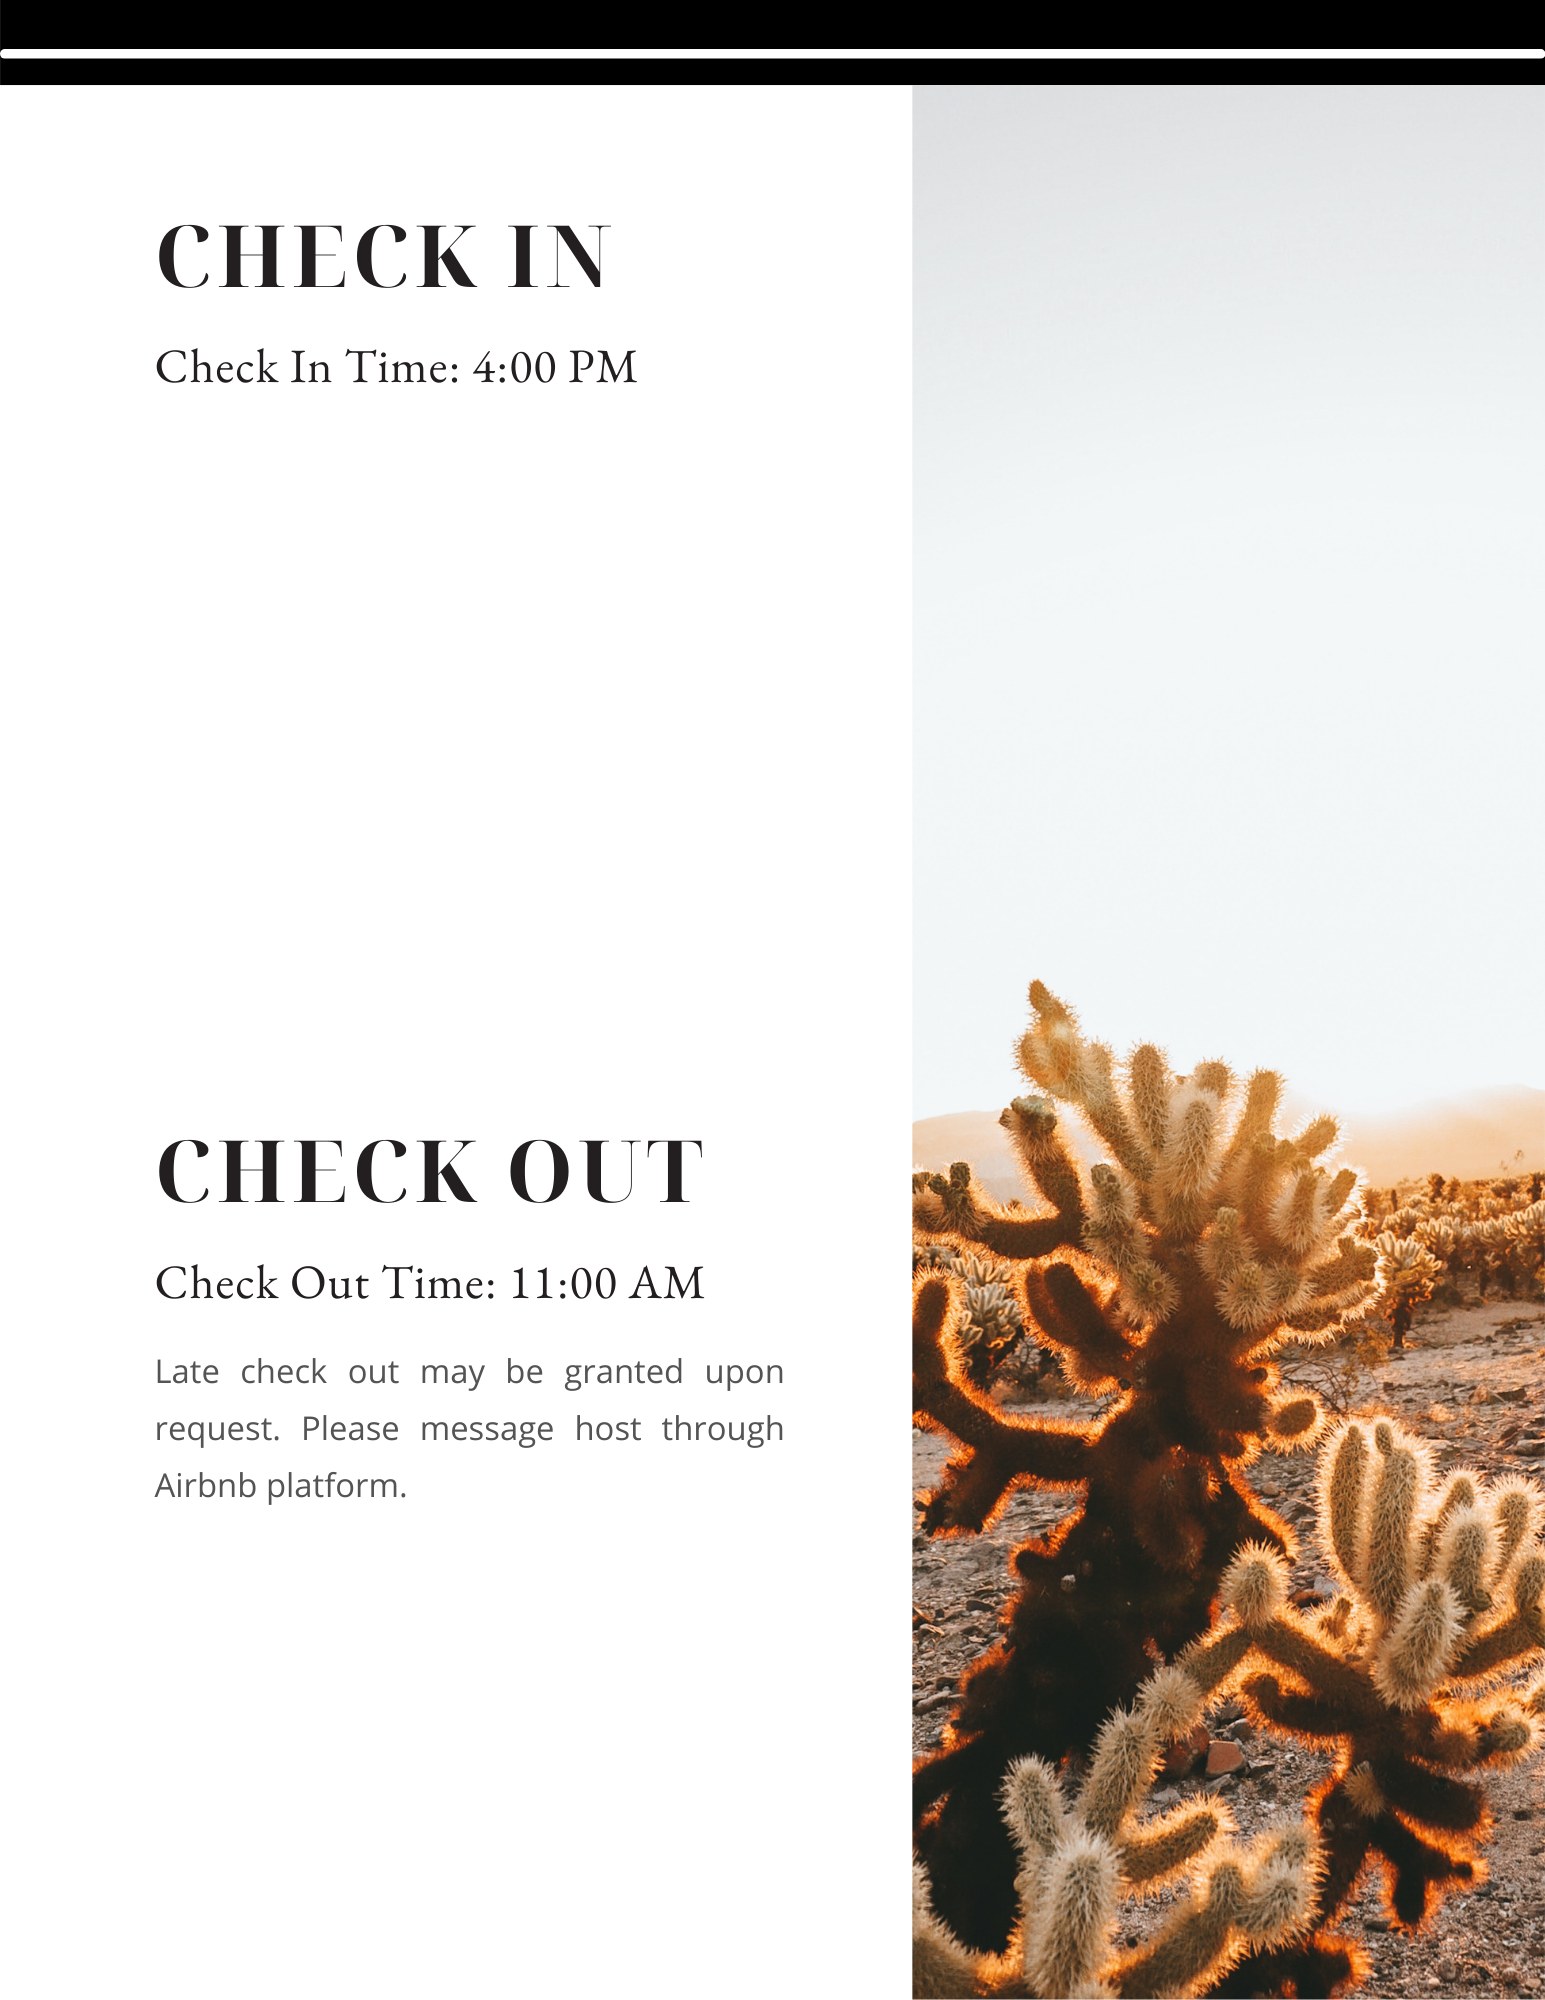 CHECK IN
Check In Time: 4:00 PM
CHECK OUT
Check Out Time: 11:00 AM
Late check out may be granted upon
request. Please message host through
Airbnb platform.